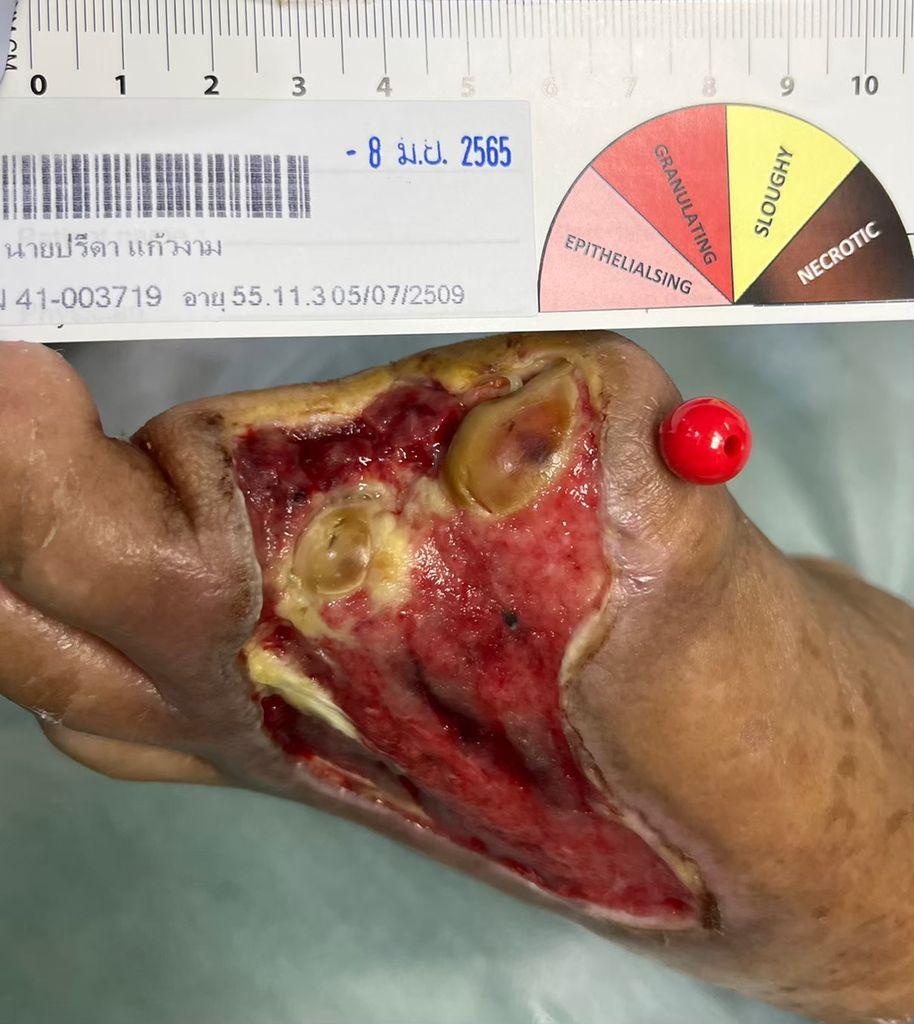 CM
0 1 2 3 4 5 6 7 8 9 10
- 8 มิ.ย. 2565
นายปรีดา แก้วงาม
41-003719 อายุ 55.11.3 05/07/2509
EPITHELIALSING
GRANULATING
SLOUGHY
NECROTIC